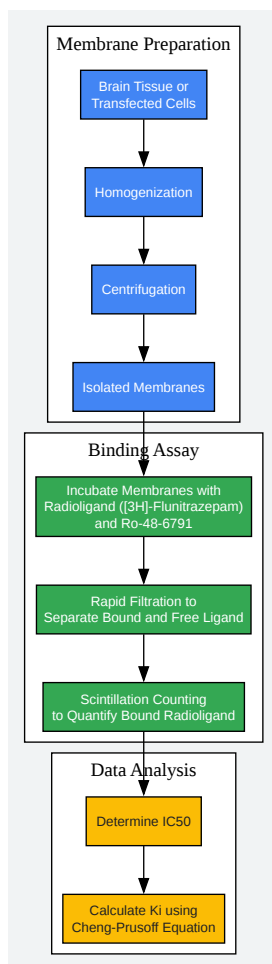 Membrane Preparation
Brain Tissue or
Transfected Cells
Homogenization
Centrifugation
Isolated Membranes
Binding Assay
Incubate Membranes with
Radioligand ([3H]-Flunitrazepam)
and Ro-48-6791
Rapid Filtration to
Separate Bound and Free Ligand
Scintillation Counting
to Quantify Bound Radioligand
Data Analysis
Determine IC50
Calculate Ki using
Cheng-Prusoff Equation